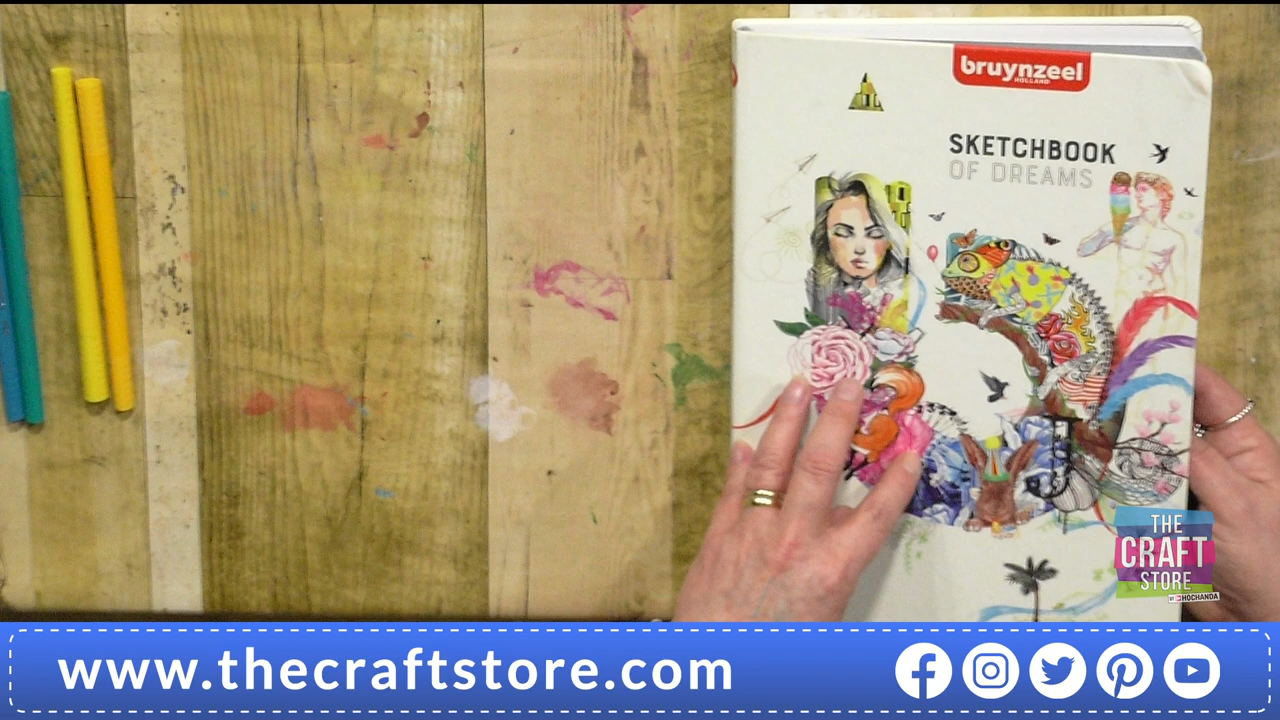 bruynzeel
HOLLAND
SKETCHBOOK
OF DREAMS
THE
CRAFT
STORE
BY HOCHANDA
www.thecraftstore.com